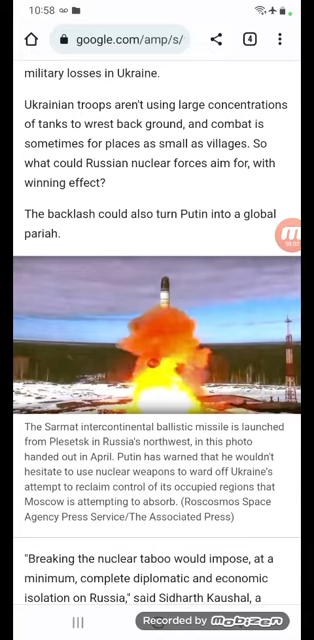 10:58
google.com/amp/s/
4
military losses in Ukraine.
Ukrainian troops aren't using large concentrations
of tanks to wrest back ground, and combat is
sometimes for places as small as villages. So
what could Russian nuclear forces aim for, with
winning effect?
The backlash could also turn Putin into a global
pariah.
The Sarmat intercontinental ballistic missile is launched
from Plesetsk in Russia's northwest, in this photo
handed out in April. Putin has warned that he wouldn't
hesitate to use nuclear weapons to ward off Ukraine's
attempt to reclaim control of its occupied regions that
Moscow is attempting to absorb. (Roscosmos Space
Agency Press Service/The Associated Press)
"Breaking the nuclear taboo would impose, at a
minimum, complete diplomatic and economic
isolation on Russia," said Sidharth Kaushal, a
Recorded by mobizen